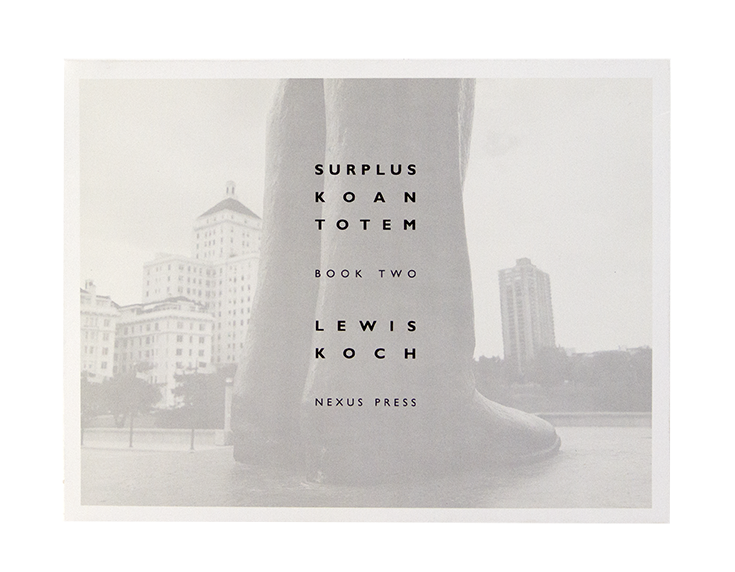 SURPLUS
KOAN
TOTEM
BOOK TWO
LEWIS
KOCH
NEXUS PRESS